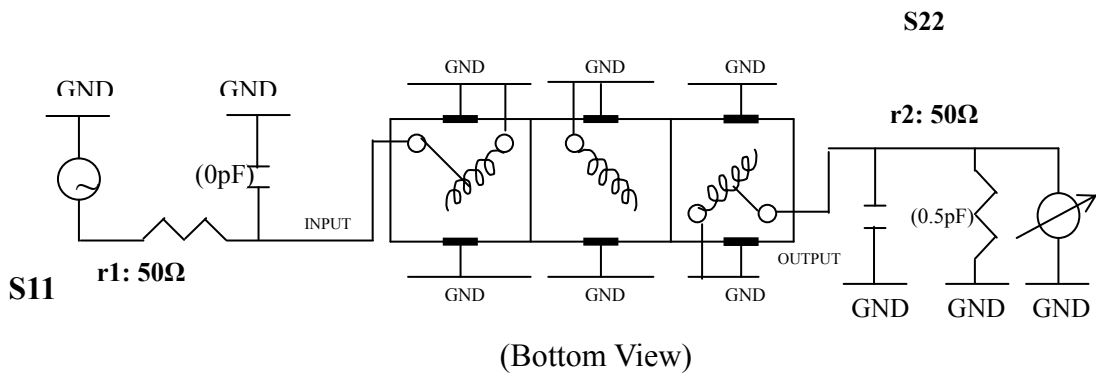 S22
GND
GND
GND
GND
GND
r2: 50Ω
(0pF)
(0.5pF)
INPUT
OUTPUT
r1: 50Ω
S11
GND
GND
GND
GND
GND
GND
(Bottom View)